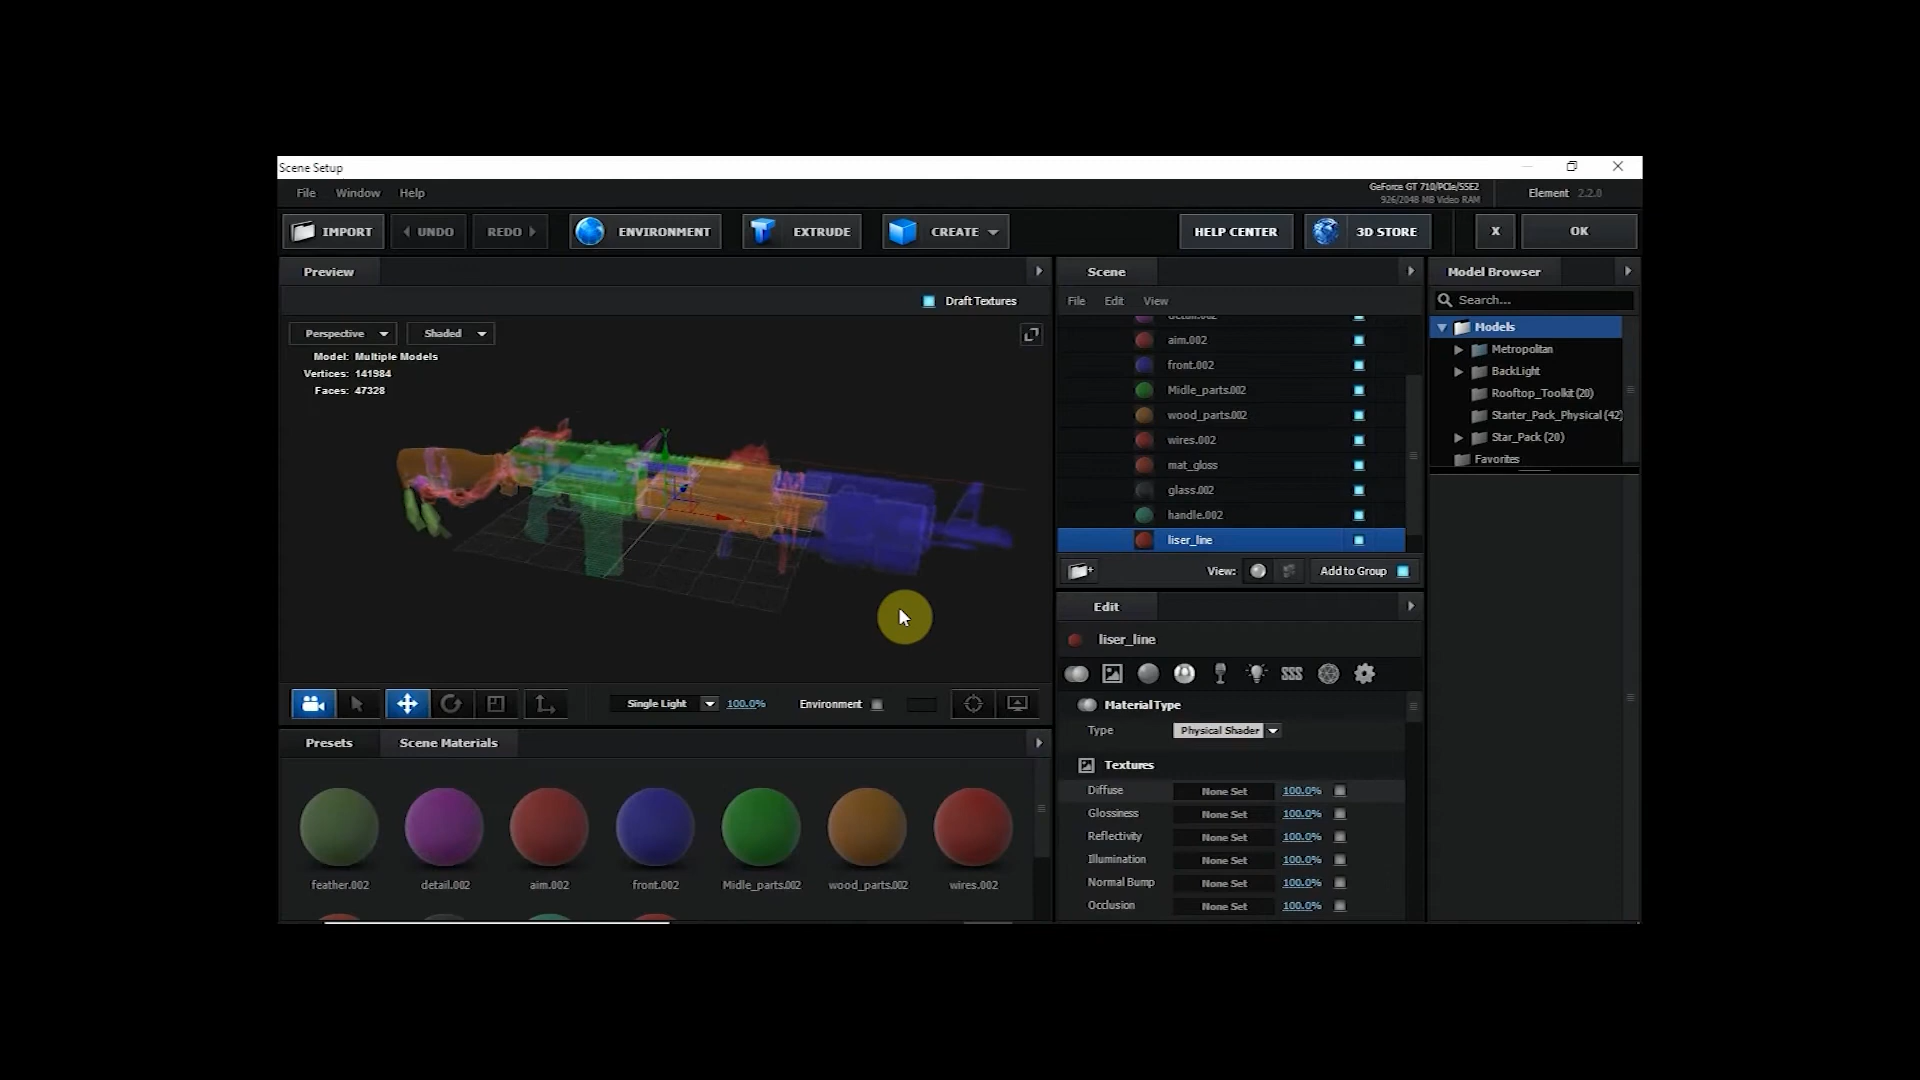 Scene Setup
File Window Help
GeForce GT 710/PCIe/SSE2
926/2048 MB Video RAM
Element 2.2.0
IMPORT UNDO REDO ENVIRONMENT EXTRUDE CREATE HELP CENTER 3D STORE X OK
Preview
Draft Textures
Perspective Shaded
Model: Multiple Models
Vertices: 141984
Faces: 47328
Y
X
Single Light 100.0% Environment
Presets Scene Materials
feather.002 detail.002 aim.002 front.002 Midle_parts.002 wood_parts.002 wires.002
Scene
File Edit View
detail.002
aim.002
front.002
Midle_parts.002
wood_parts.002
wires.002
mat_gloss
glass.002
handle.002
liser_line
View: Add to Group
Edit
liser_line
SSS
Material Type
Type Physical Shader
Textures
Diffuse None Set 100.0%
Glossiness None Set 100.0%
Reflectivity None Set 100.0%
Illumination None Set 100.0%
Normal Bump None Set 100.0%
Occlusion None Set 100.0%
Model Browser
Search...
Models
Metropolitan
BackLight
Rooftop_Toolkit (20)
Starter_Pack_Physical (42)
Star_Pack (20)
Favorites